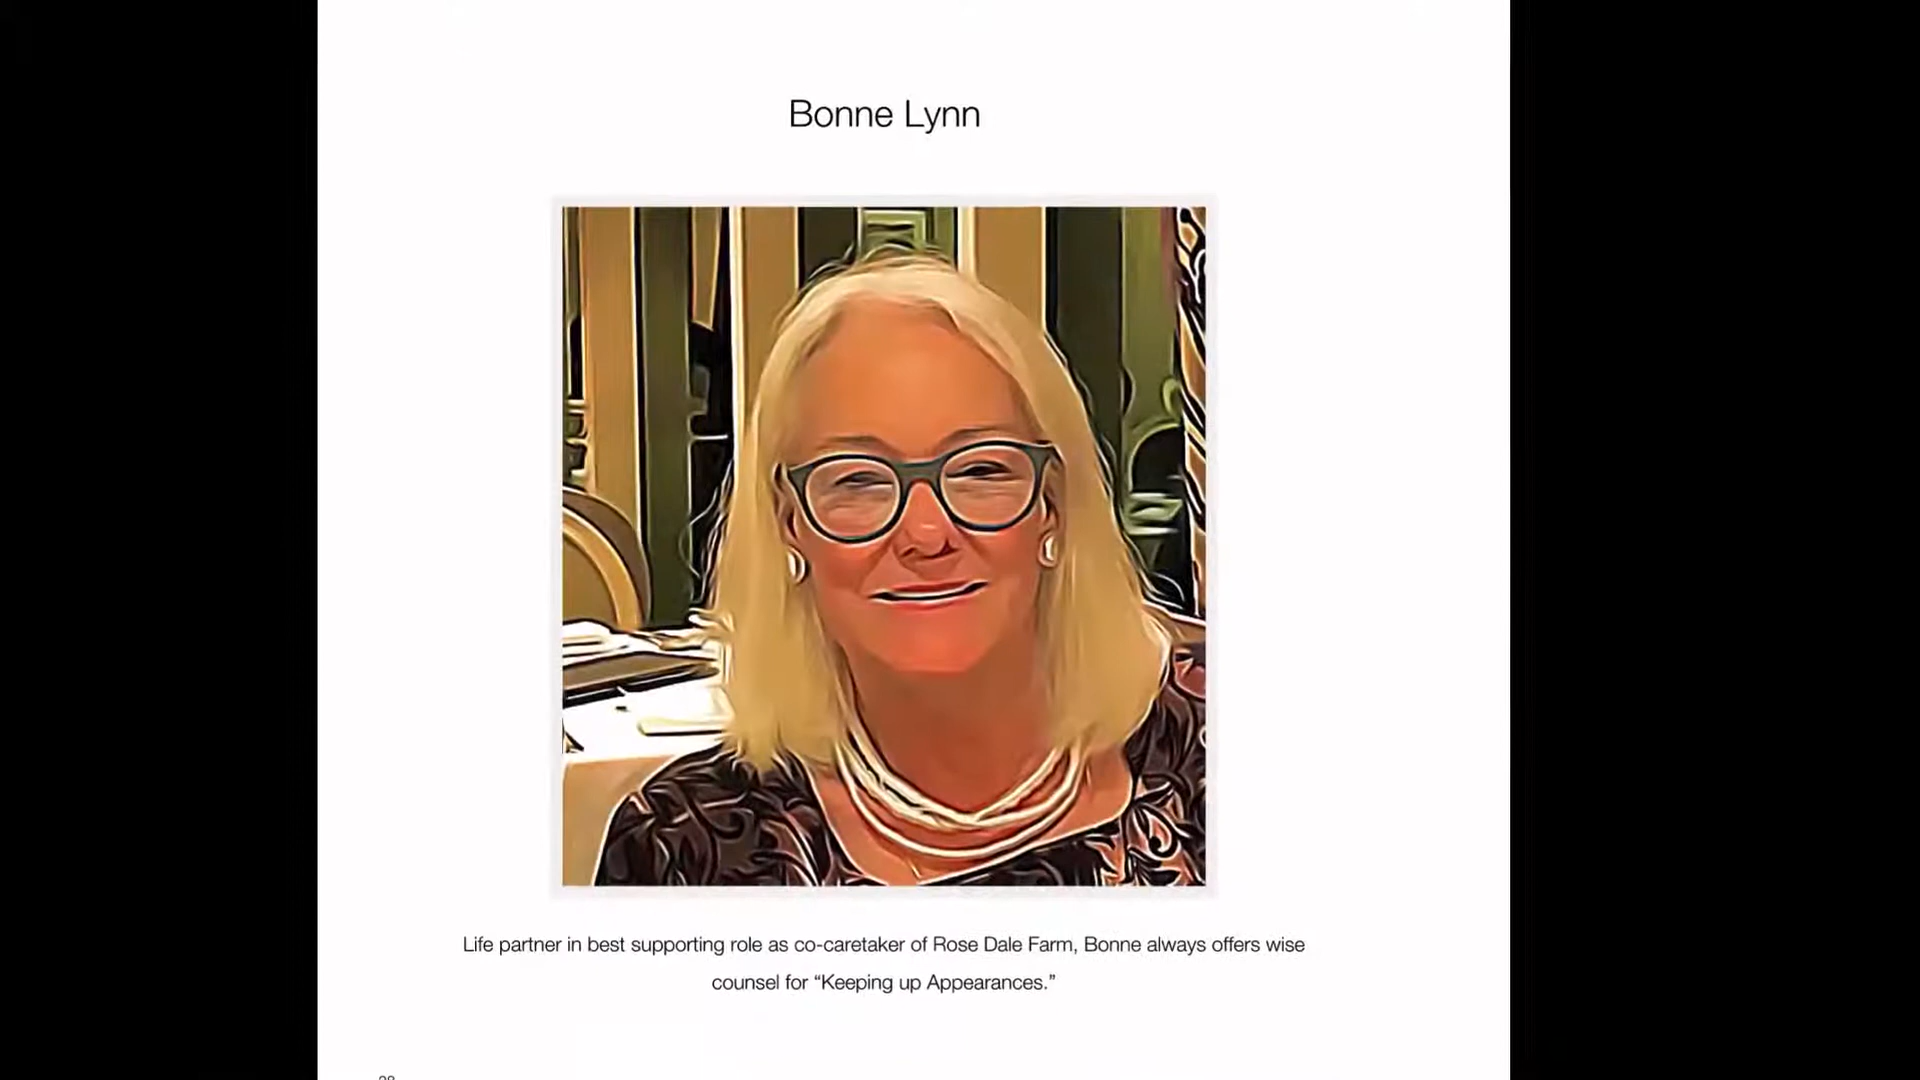 Bonne Lynn
Life partner in best supporting role as co-caretaker of Rose Dale Farm, Bonne always offers wise
counsel for “Keeping up Appearances.”